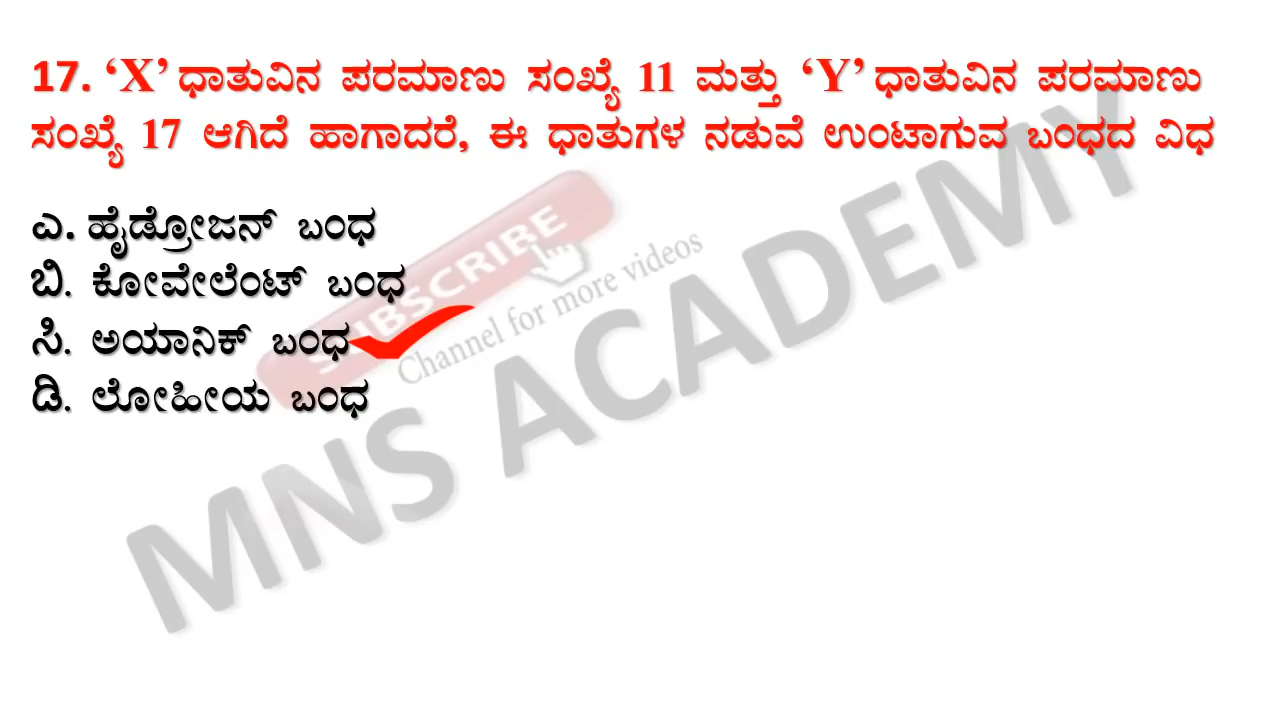 17. ‘X’ ಧಾತುವಿನ ಪರಮಾಣು ಸಂಖ್ಯೆ 11 ಮತ್ತು ‘Y’ ಧಾತುವಿನ ಪರಮಾಣು
ಸಂಖ್ಯೆ 17 ಆಗಿದೆ ಹಾಗಾದರೆ, ಈ ಧಾತುಗಳ ನಡುವೆ ಉಂಟಾಗುವ ಬಂಧದ ವಿಧ
ಎ. ಹೈಡ್ರೋಜನ್ ಬಂಧ
ಬಿ. ಕೋವೇಲೆಂಟ್ ಬಂಧ
ಸಿ. ಅಯಾನಿಕ್ ಬಂಧ
ಡಿ. ಲೋಹೀಯ ಬಂಧ
SUBSCRIBE
Channel for more videos
MNS ACADEMY